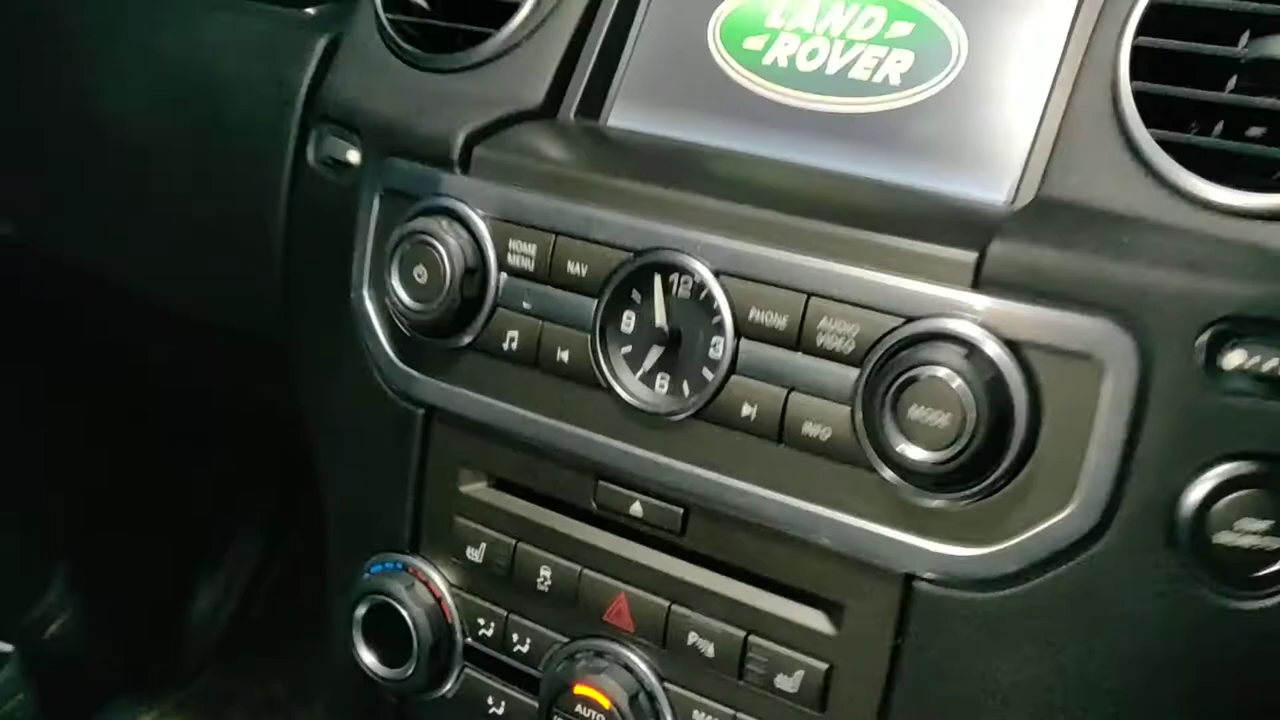 LAND
ROVER
HOME
MENU
NAV
PHONE
AUDIO
VIDEO
12
9
3
6
INFO
MODE
AUTO